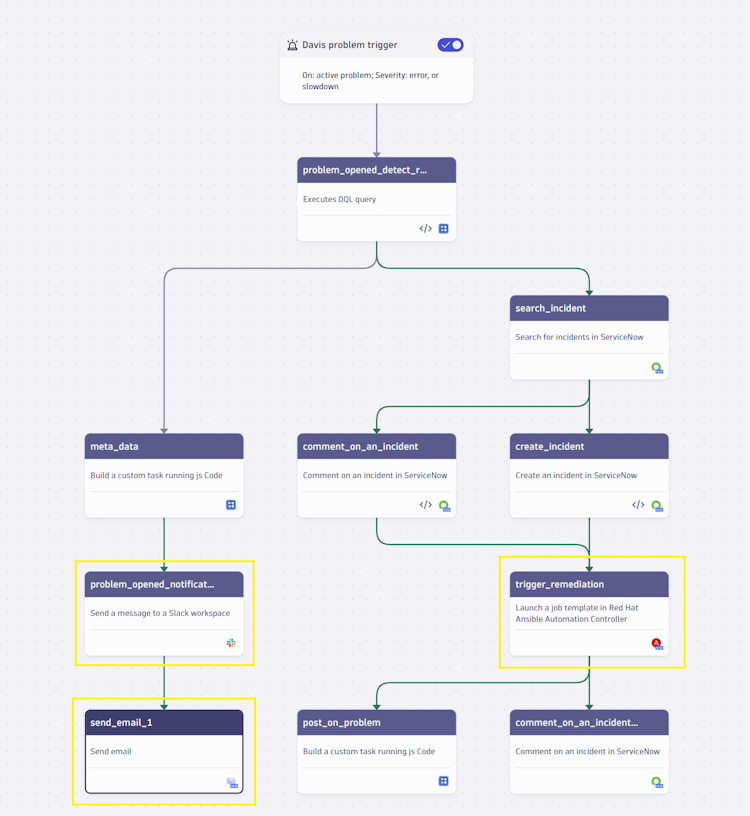 Davis problem trigger
On: active problem; Severity: error, or
slowdown
problem_opened_detect_r...
Executes DQL query
</>
search_incident
Search for incidents in ServiceNow
meta_data
Build a custom task running js Code
comment_on_an_incident
Comment on an incident in ServiceNow
</>
create_incident
Create an incident in ServiceNow
</>
problem_opened_notificat...
Send a message to a Slack workspace
trigger_remediation
Launch a job template in Red Hat
Ansible Automation Controller
send_email_1
Send email
post_on_problem
Build a custom task running js Code
comment_on_an_incident...
Comment on an incident in ServiceNow